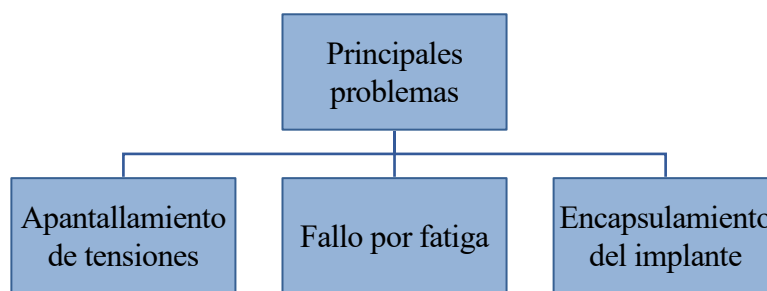 Principales
problemas
Apantallamiento
de tensiones
Fallo por fatiga
Encapsulamiento
del implante